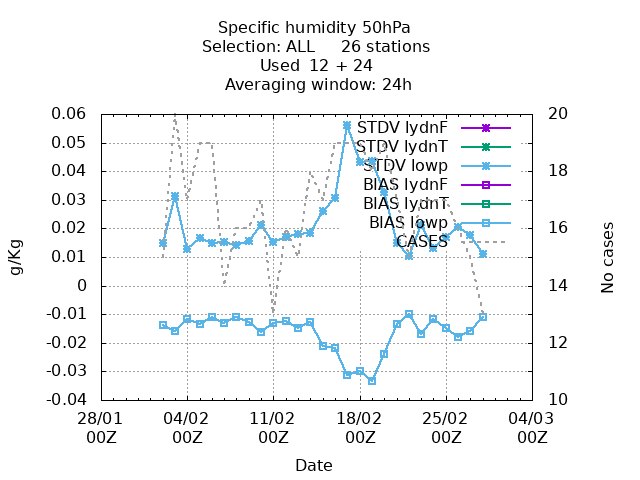 Specific humidity 50hPa
Selection: ALL 26 stations
Used 12 + 24
Averaging window: 24h
0.06
0.05
0.04
0.03
0.02
0.01
0
-0.01
-0.02
-0.03
-0.04
g/Kg
20
18
16
14
12
10
No cases
STDV lydnF
STDV lydnT
STDV lowp
BIAS lydnF
BIAS lydnT
BIAS lowp
CASES
28/01 04/02 11/02 18/02 25/02 04/03
00Z 00Z 00Z 00Z 00Z 00Z
Date